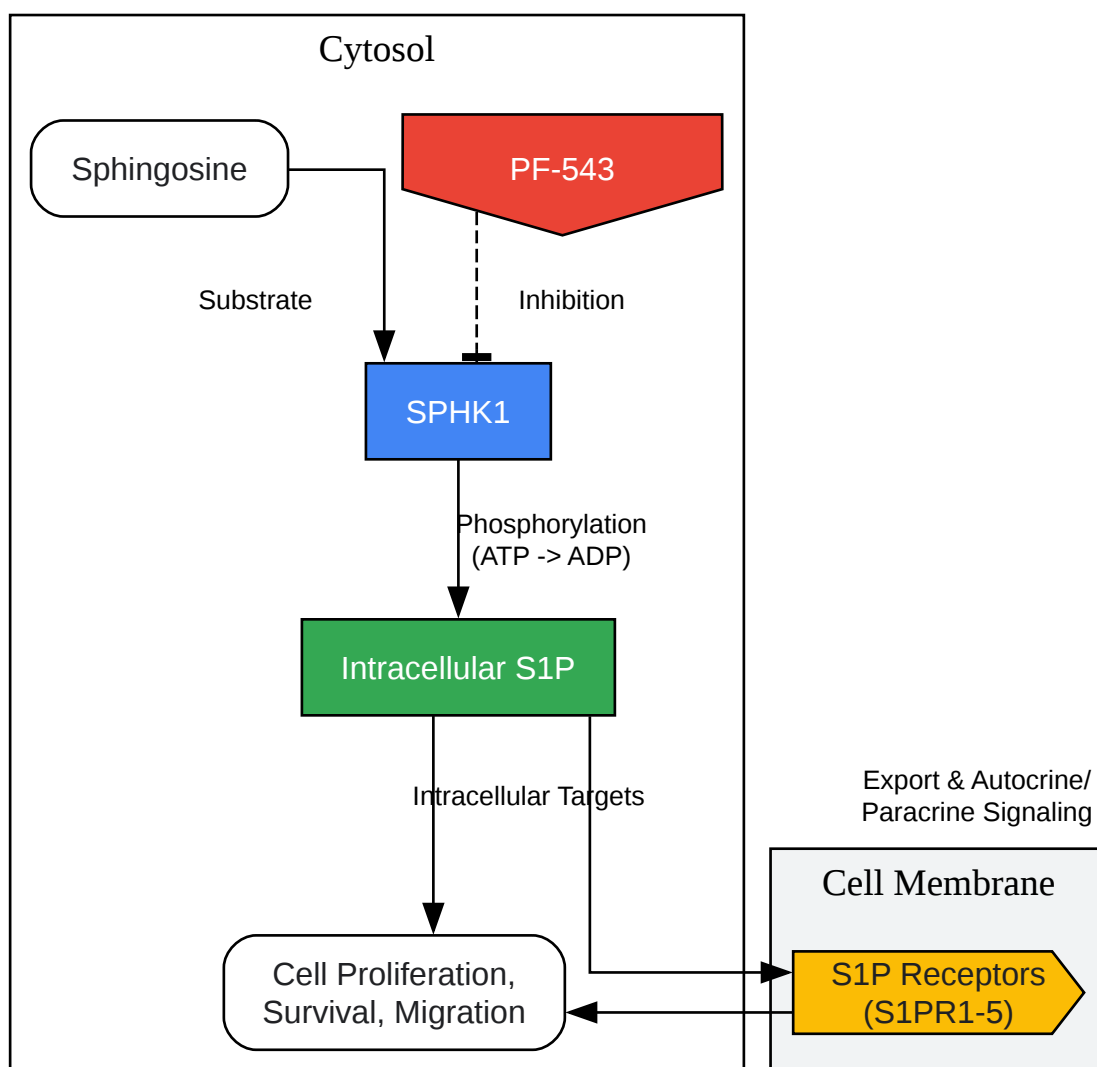 Cytosol
Sphingosine
PF-543
Substrate
Inhibition
SPHK1
Phosphorylation
(ATP -> ADP)
Intracellular S1P
Intracellular Targets
Export & Autocrine/
Paracrine Signaling
Cell Membrane
Cell Proliferation,
Survival, Migration
S1P Receptors
(S1PR1-5)